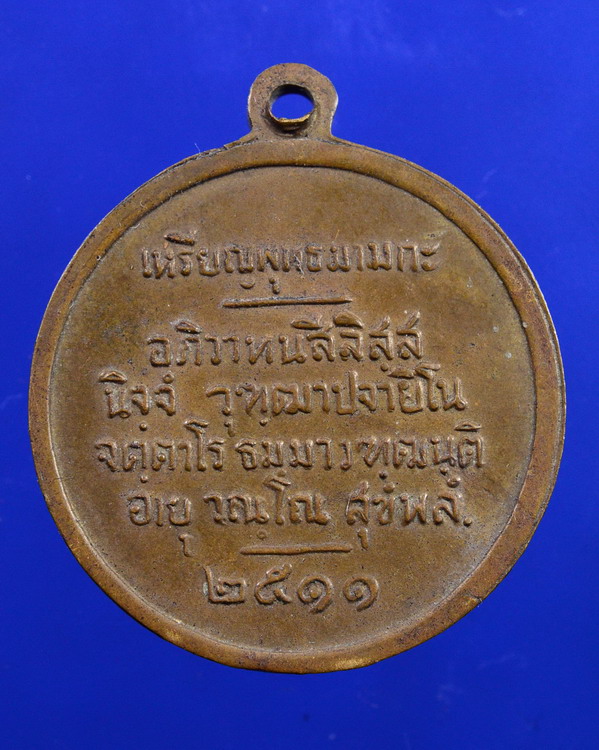 เหรียญพุทธมามกะ
อภิวาทนสีลิสฺส
นิจฺจํ วุฑฺฒาปจายิโน
จตฺตาโร ธมฺมา วฑฺฒนฺติ
อายุ วณฺโณ สุขํ พลํ.
๒๕๑๑